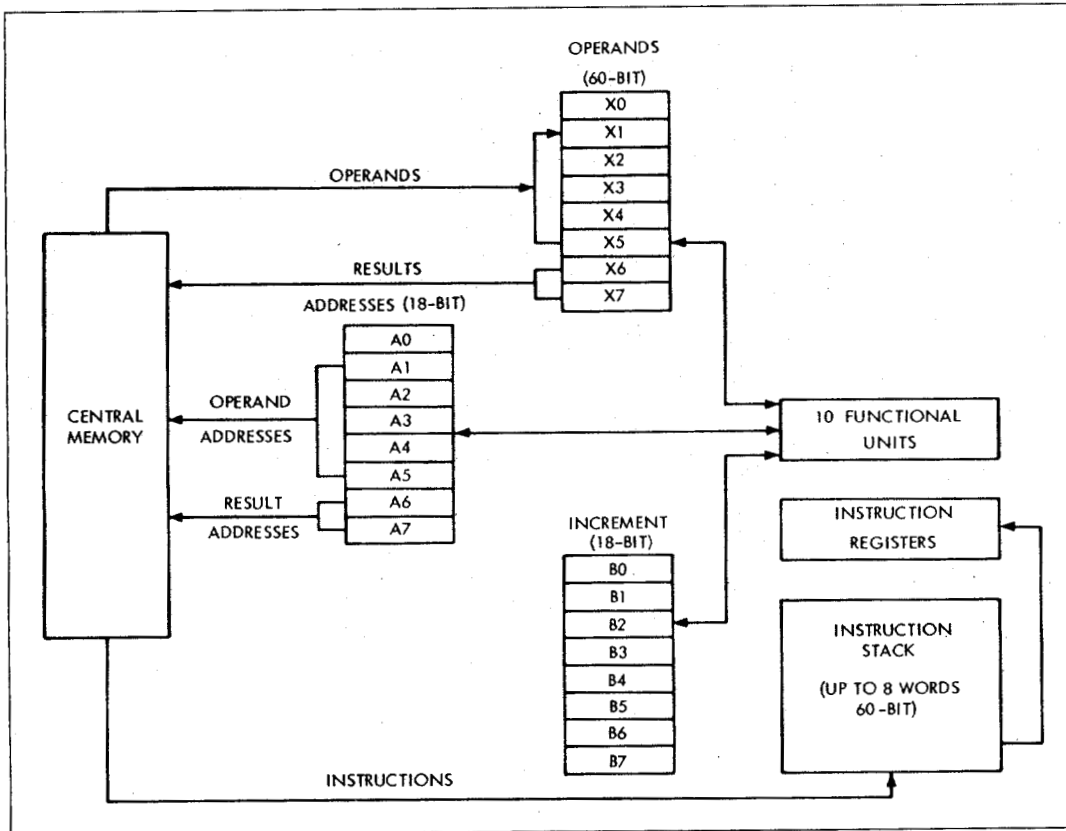 OPERANDS
(60-BIT)
X0
X1
X2
X3
X4
X5
X6
X7
OPERANDS
RESULTS
ADDRESSES (18-BIT)
A0
A1
A2
A3
A4
A5
A6
A7
CENTRAL
MEMORY
OPERAND
ADDRESSES
RESULT
ADDRESSES
10 FUNCTIONAL
UNITS
INSTRUCTION
REGISTERS
INCREMENT
(18-BIT)
B0
B1
B2
B3
B4
B5
B6
B7
INSTRUCTION
STACK
(UP TO 8 WORDS
60-BIT)
INSTRUCTIONS